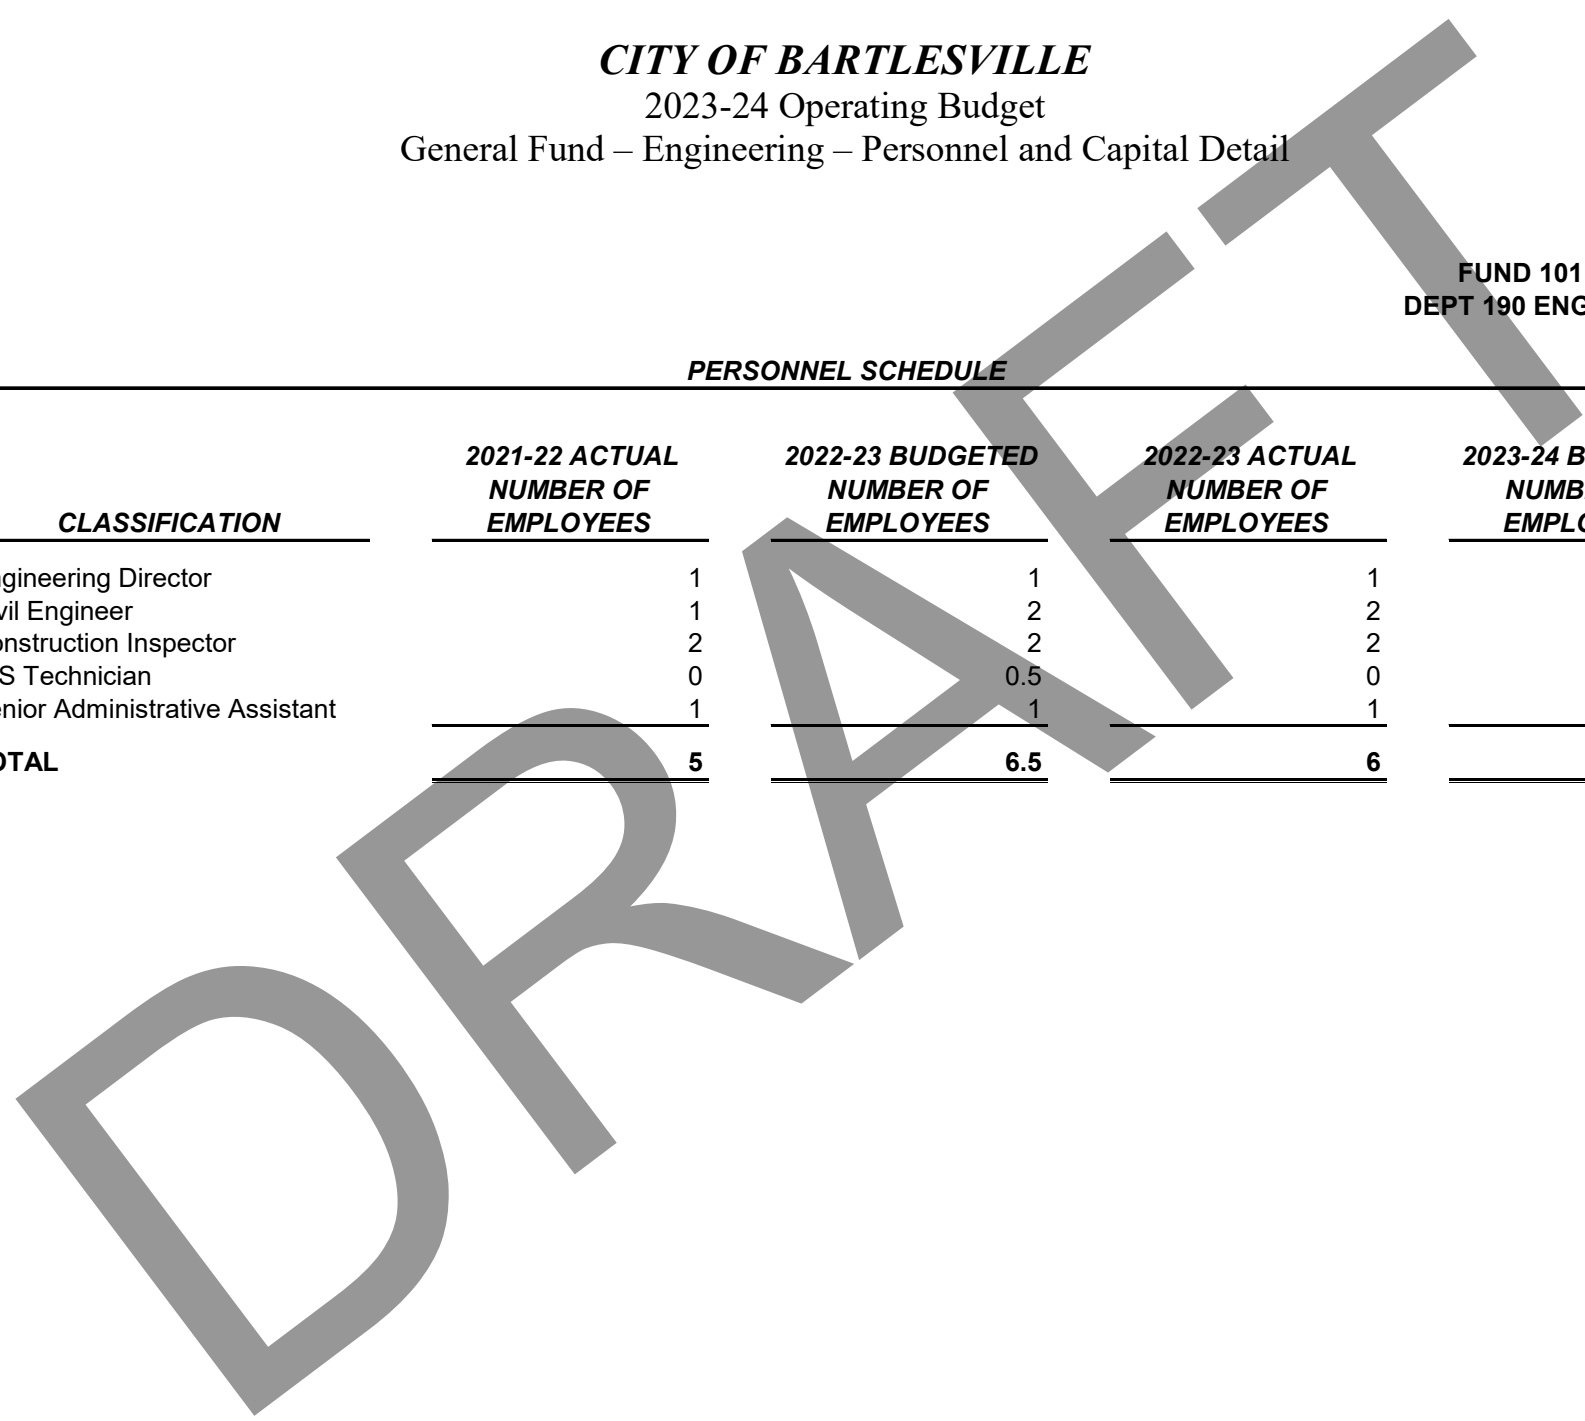 CITY OF BARTLESVILLE
2023-24 Operating Budget
General Fund – Engineering – Personnel and Capital Detail
FUND 101
DEPT 190 ENG
PERSONNEL SCHEDULE
2021-22 ACTUAL 2022-23 BUDGETED 2022-23 ACTUAL 2023-24 B
NUMBER OF NUMBER OF NUMBER OF NUMB
CLASSIFICATION EMPLOYEES EMPLOYEES EMPLOYEES EMPLO
gineering Director 1 1 1
vil Engineer 1 2 2
onstruction Inspector 2 2 2
S Technician 0 0.5 0
enior Administrative Assistant 1 1 1
OTAL 5 6.5 6
DRAFT